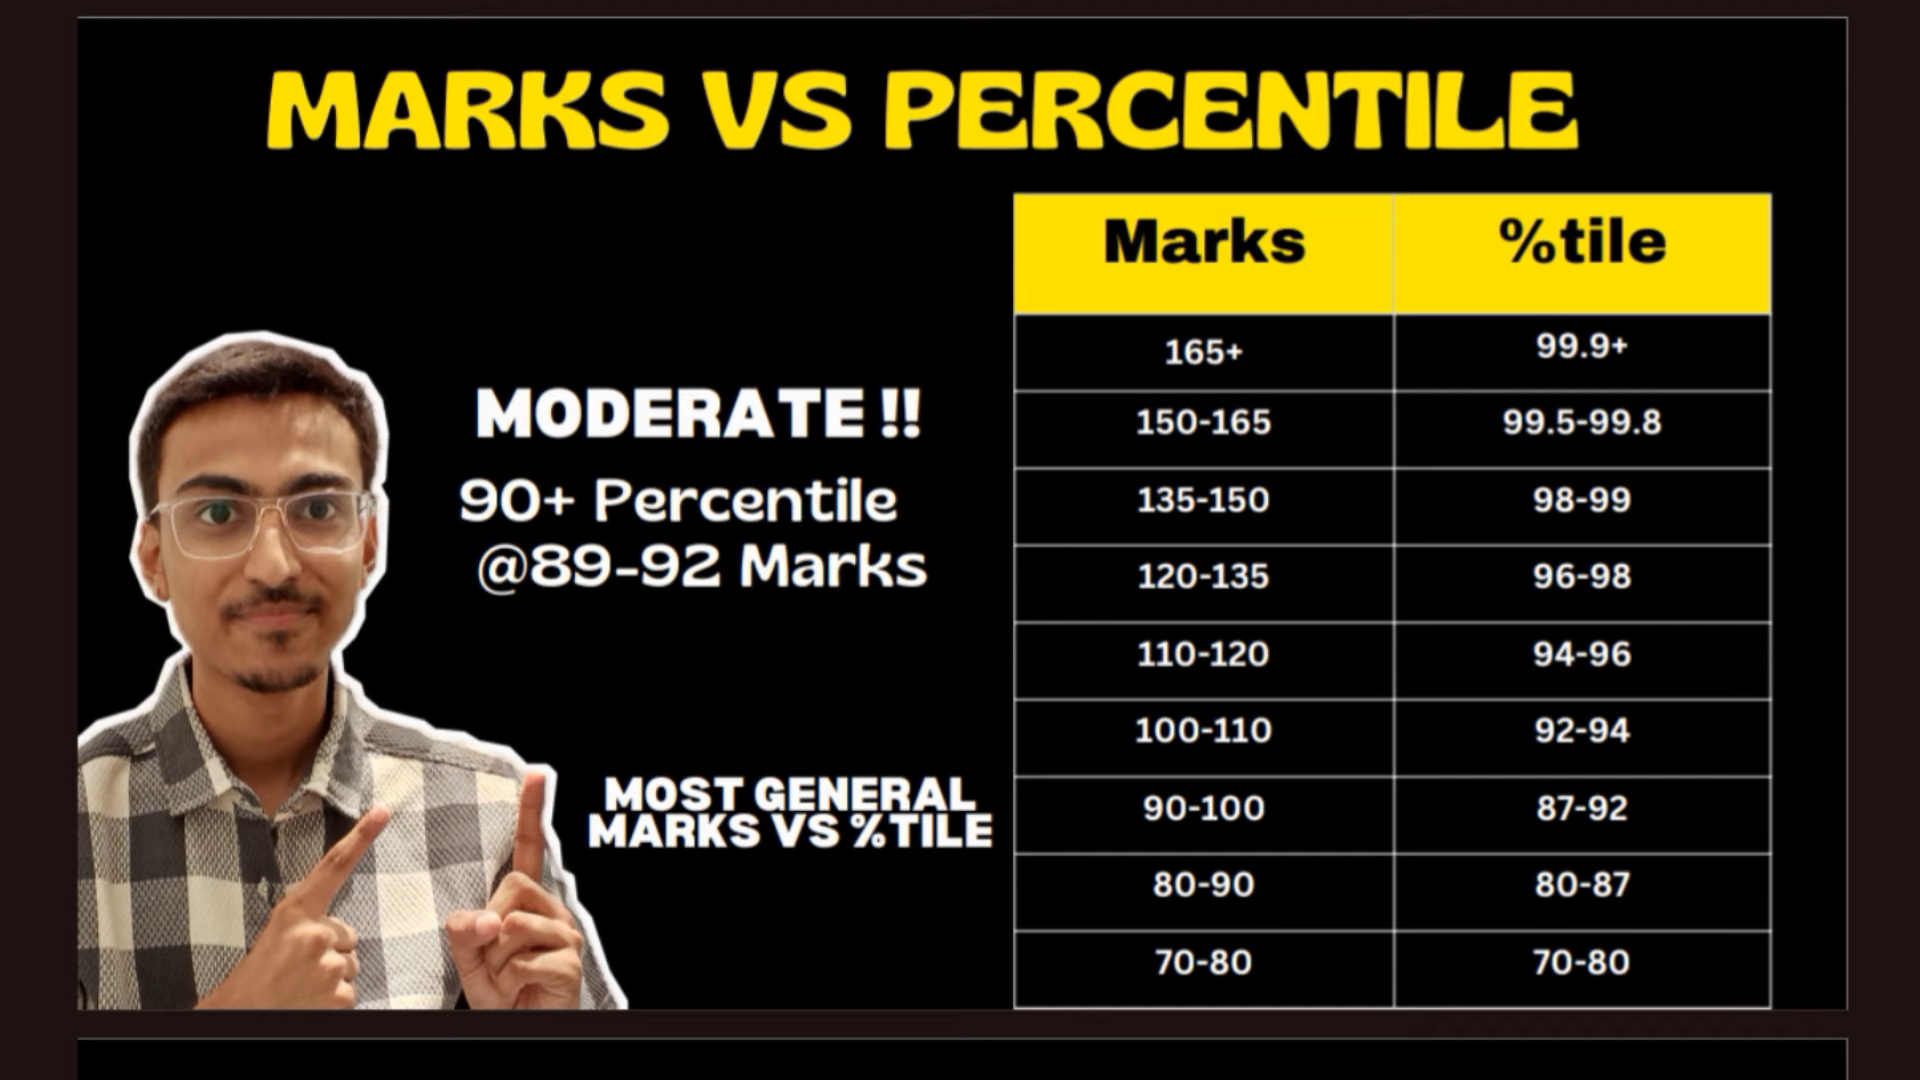 MARKS VS PERCENTILE
Marks %tile
165+ 99.9+
150-165 99.5-99.8
135-150 98-99
120-135 96-98
110-120 94-96
100-110 92-94
90-100 87-92
80-90 80-87
70-80 70-80
MODERATE !!
90+ Percentile
@89-92 Marks
MOST GENERAL
MARKS VS %TILE